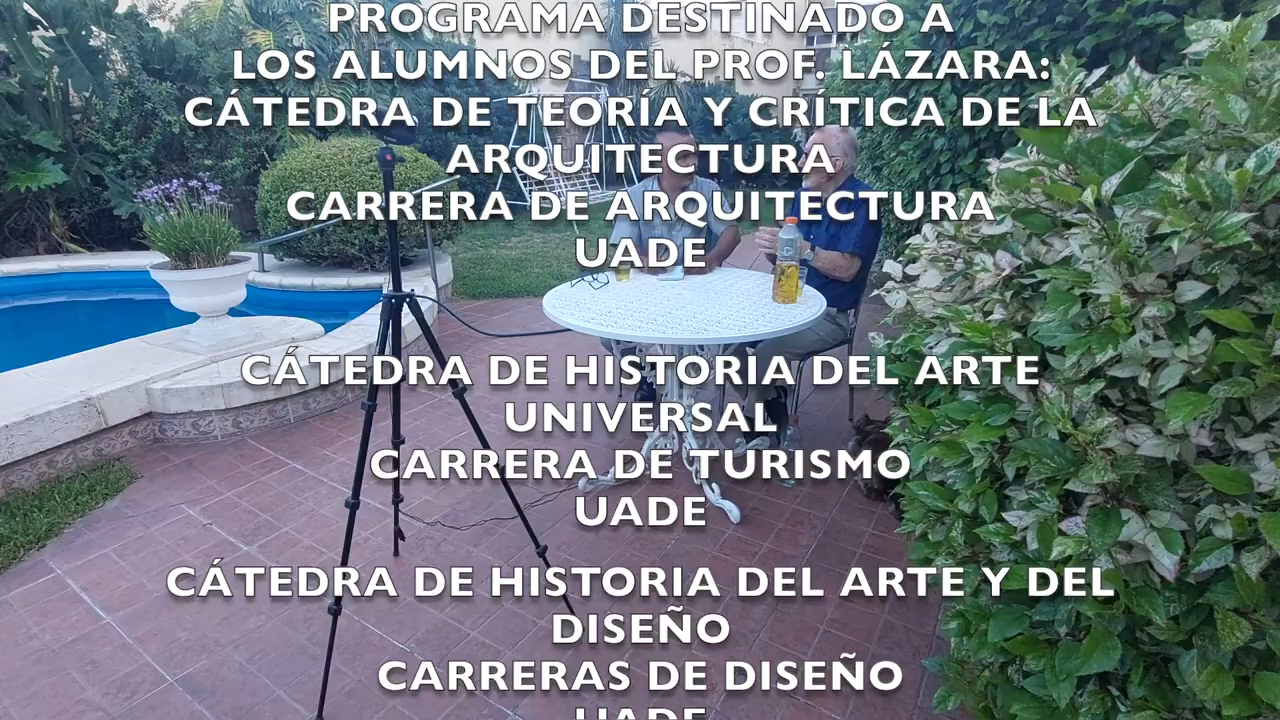 PROGRAMA DESTINADO A
LOS ALUMNOS DEL PROF. LÁZARA:
CÁTEDRA DE TEORÍA Y CRÍTICA DE LA
ARQUITECTURA
CARRERA DE ARQUITECTURA
UADE
CÁTEDRA DE HISTORIA DEL ARTE
UNIVERSAL
CARRERA DE TURISMO
UADE
CÁTEDRA DE HISTORIA DEL ARTE Y DEL
DISEÑO
CARRERAS DE DISEÑO
UADE